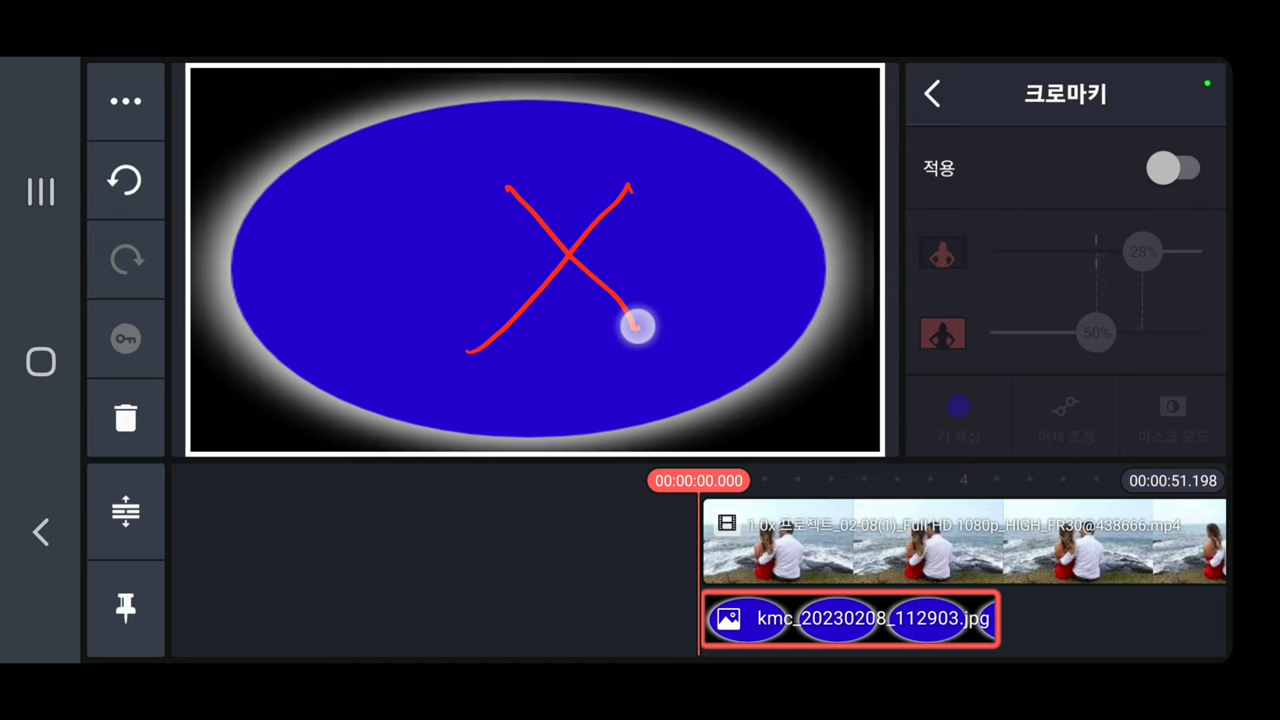 크로마키
적용
28%
50%
키 색상
미세 조정
마스크 모드
00:00:00.000
4
00:00:51.198
1.0x 프로젝트_02-08(1)_Full HD 1080p_HIGH_FR30@438666.mp4
kmc_20230208_112903.jpg